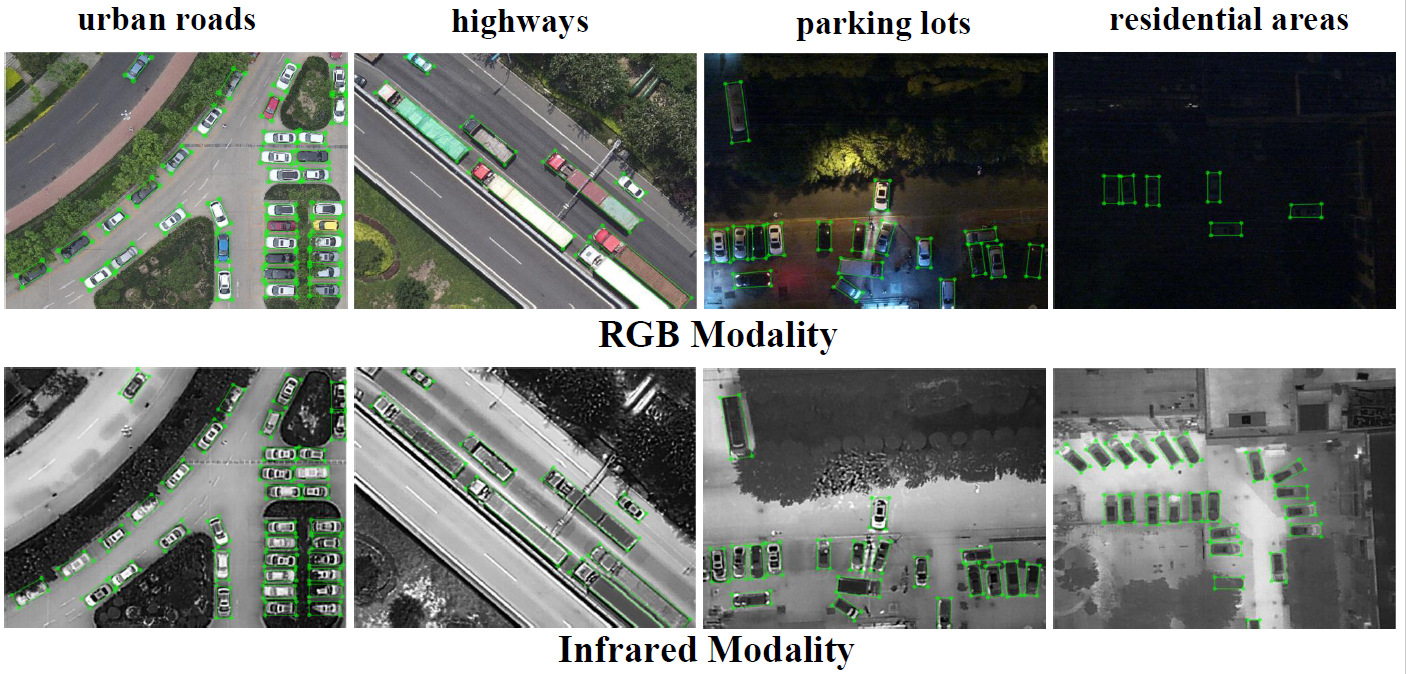 urban roads
highways
parking lots
residential areas
RGB Modality
Infrared Modality